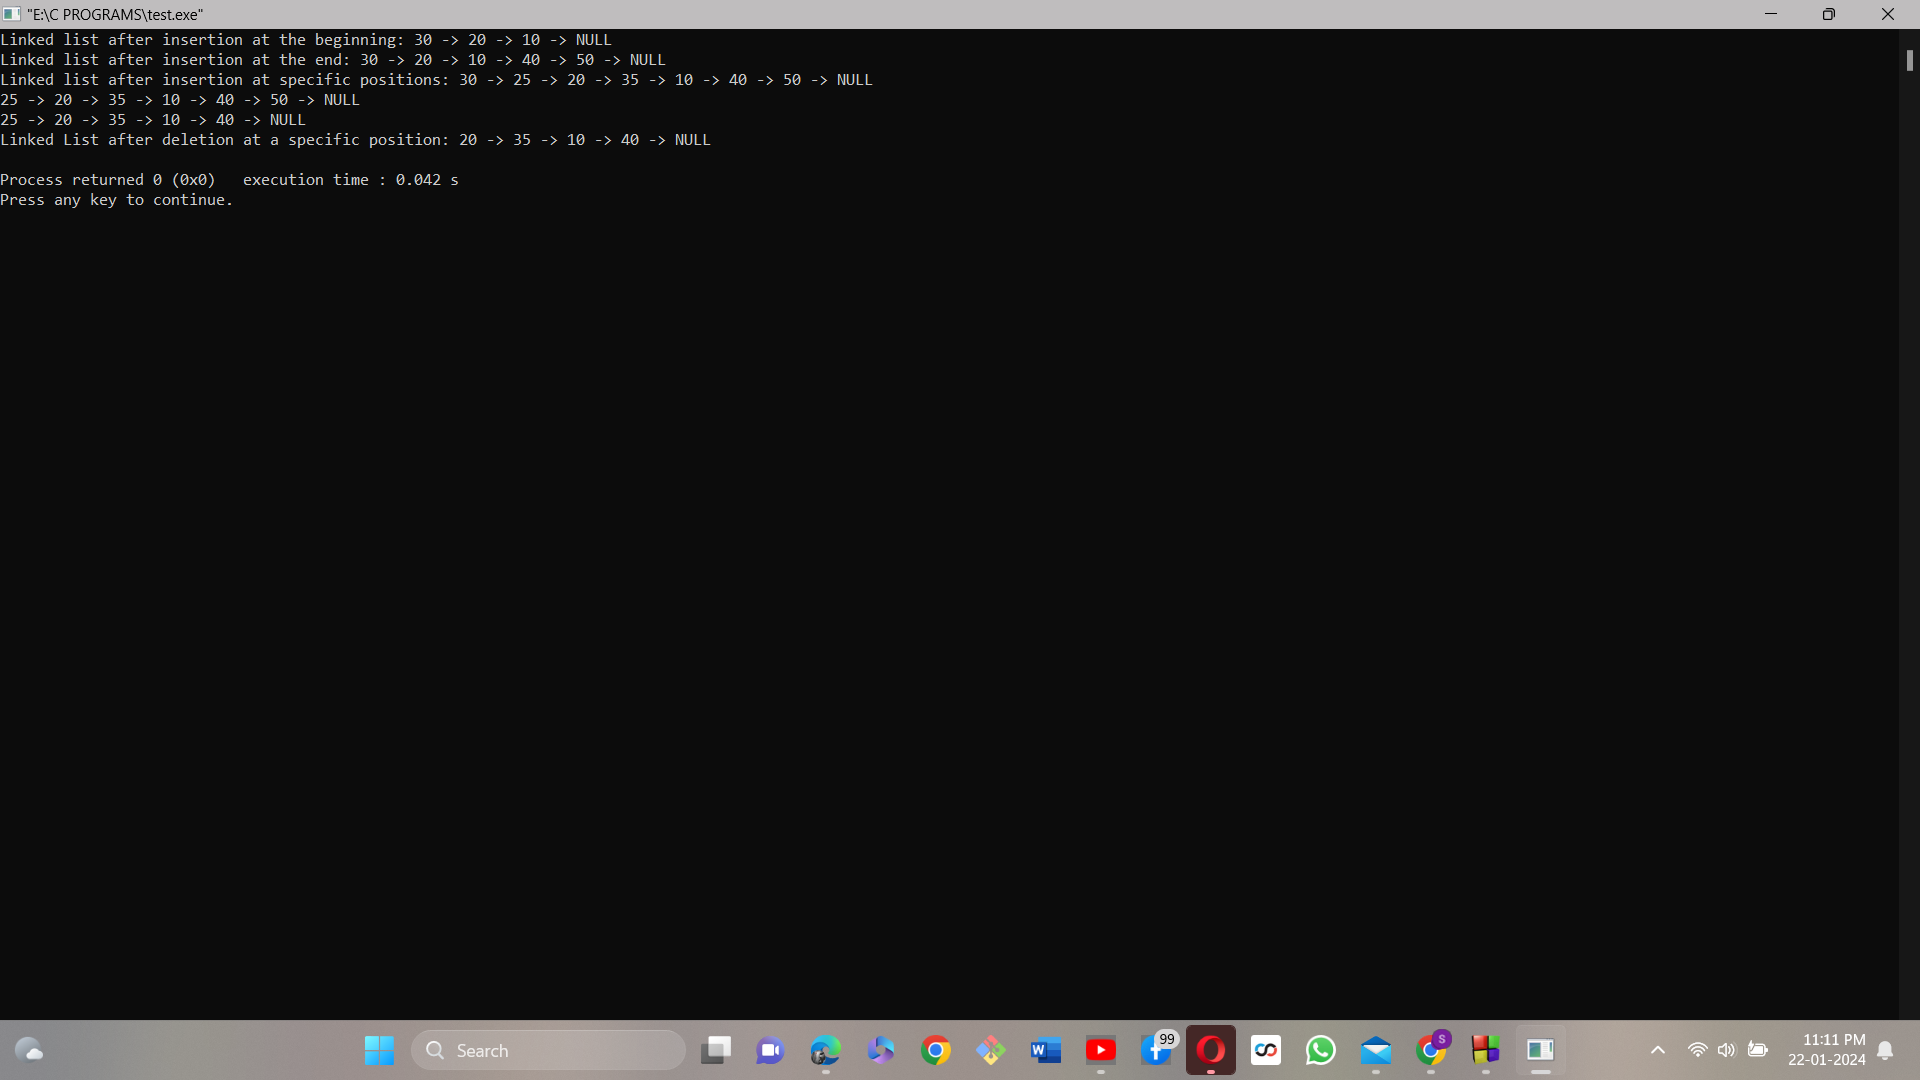 "E:\C PROGRAMS\test.exe"
Linked list after insertion at the beginning: 30 -> 20 -> 10 -> NULL
Linked list after insertion at the end: 30 -> 20 -> 10 -> 40 -> 50 -> NULL
Linked list after insertion at specific positions: 30 -> 25 -> 20 -> 35 -> 10 -> 40 -> 50 -> NULL
25 -> 20 -> 35 -> 10 -> 40 -> 50 -> NULL
25 -> 20 -> 35 -> 10 -> 40 -> NULL
Linked List after deletion at a specific position: 20 -> 35 -> 10 -> 40 -> NULL
Process returned 0 (0x0)   execution time : 0.042 s
Press any key to continue.
Search
W
99
S
11:11 PM
22-01-2024